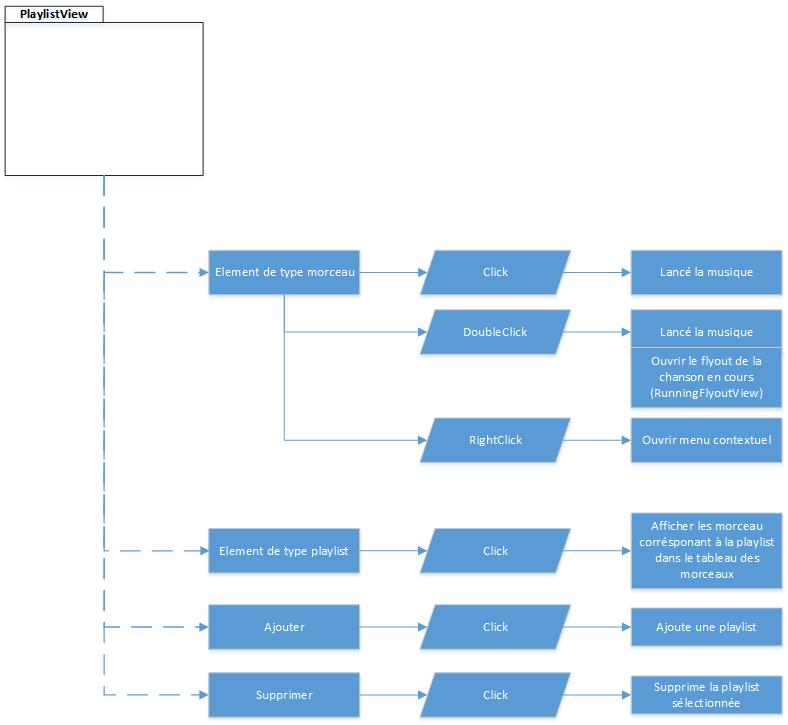 PlaylistView
Element de type morceau
Click
Lancé la musique
DoubleClick
Lancé la musique
Ouvrir le flyout de la
chanson en cours
(RunningFlyoutView)
RightClick
Ouvrir menu contextuel
Element de type playlist
Click
Afficher les morceau
corrésponant à la playlist
dans le tableau des
morceaux
Ajouter
Click
Ajoute une playlist
Supprimer
Click
Supprime la playlist
sélectionnée